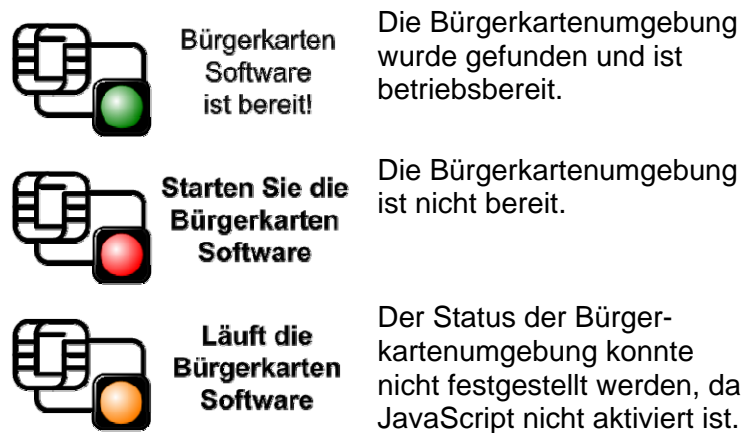 Bürgerkarten
Software
ist bereit!
Die Bürgerkartenumgebung
wurde gefunden und ist
betriebsbereit.
Starten Sie die
Bürgerkarten
Software
Die Bürgerkartenumgebung
ist nicht bereit.
Läuft die
Bürgerkarten
Software
Der Status der Bürger-
kartenumgebung konnte
nicht festgestellt werden, da
JavaScript nicht aktiviert ist.